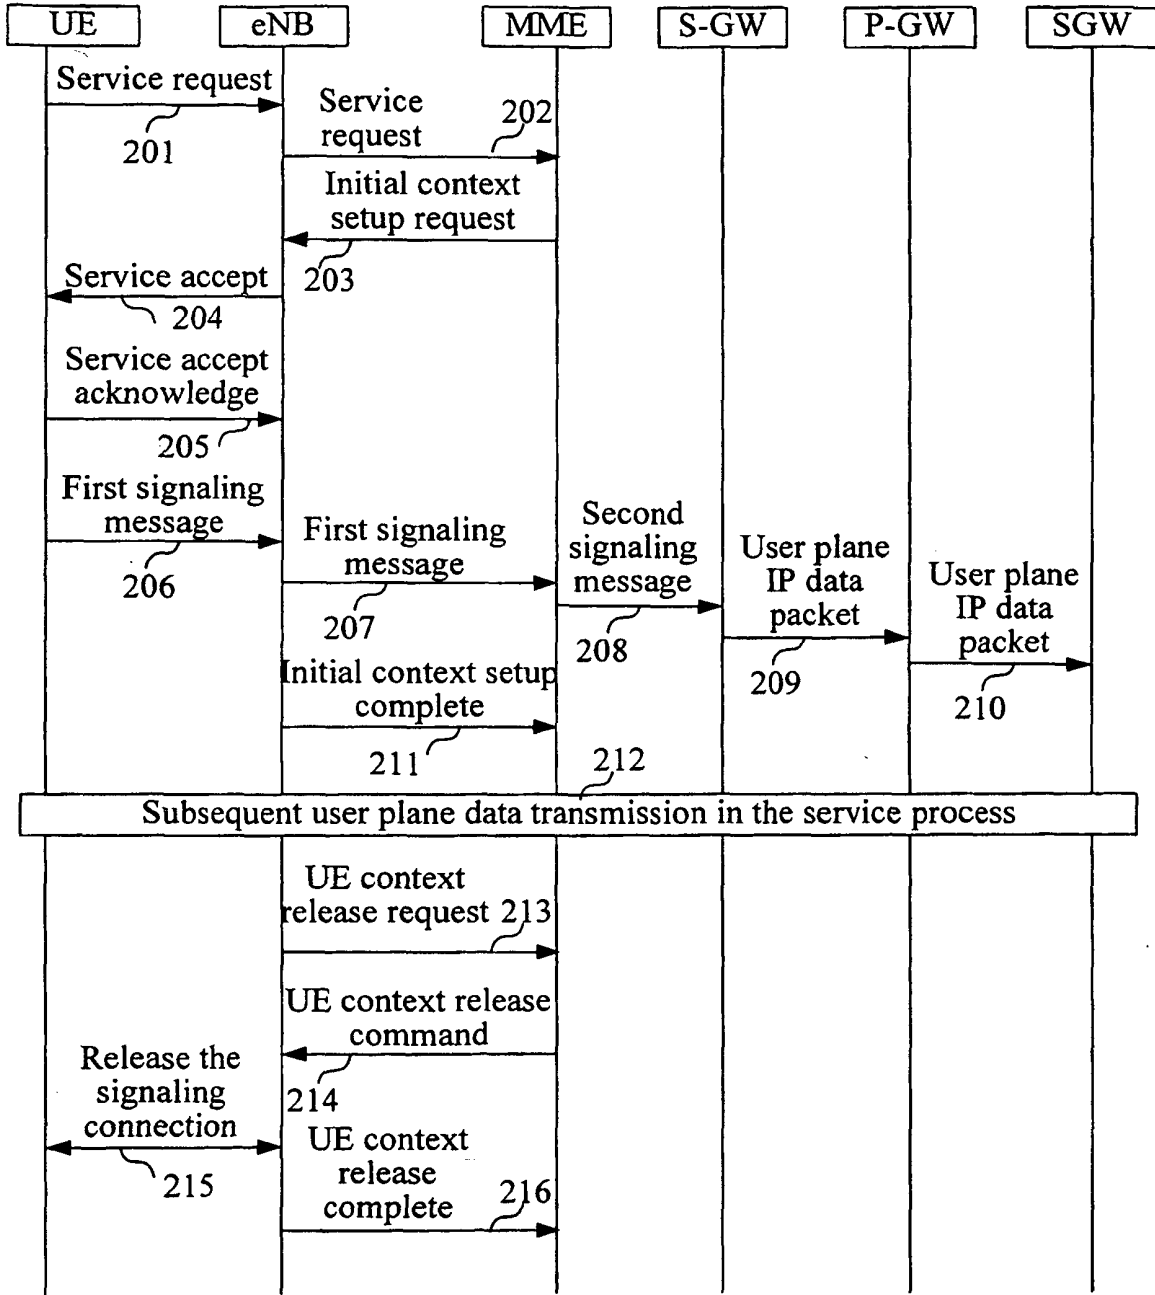 UE
eNB
MME
S-GW
P-GW
SGW
Service request
201
Service
request
202
Initial context
setup request
203
Service accept
204
Service accept
acknowledge
205
First signaling
message
206
First signaling
message
207
Second
signaling
message
208
User plane
IP data
packet
209
User plane
IP data
packet
210
Initial context setup
complete
211
212
Subsequent user plane data transmission in the service process
UE context
release request 213
UE context release
command
214
Release the
signaling
connection
215
UE context
release
complete
216